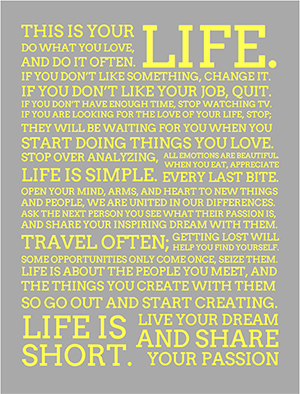 THIS IS YOUR
LIFE.
DO WHAT YOU LOVE,
AND DO IT OFTEN.
IF YOU DON'T LIKE SOMETHING, CHANGE IT.
IF YOU DON'T LIKE YOUR JOB, QUIT.
IF YOU DON'T HAVE ENOUGH TIME, STOP WATCHING TV.
IF YOU ARE LOOKING FOR THE LOVE OF YOUR LIFE, STOP;
THEY WILL BE WAITING FOR YOU WHEN YOU
START DOING THINGS YOU LOVE.
STOP OVER ANALYZING,
LIFE IS SIMPLE.
ALL EMOTIONS ARE BEAUTIFUL.
WHEN YOU EAT, APPRECIATE
EVERY LAST BITE.
OPEN YOUR MIND, ARMS, AND HEART TO NEW THINGS
AND PEOPLE, WE ARE UNITED IN OUR DIFFERENCES.
ASK THE NEXT PERSON YOU SEE WHAT THEIR PASSION IS,
AND SHARE YOUR INSPIRING DREAM WITH THEM.
TRAVEL OFTEN;
GETTING LOST WILL
HELP YOU FIND YOURSELF.
SOME OPPORTUNITIES ONLY COME ONCE, SEIZE THEM.
LIFE IS ABOUT THE PEOPLE YOU MEET, AND
THE THINGS YOU CREATE WITH THEM
SO GO OUT AND START CREATING.
LIFE IS
SHORT.
LIVE YOUR DREAM
AND SHARE
YOUR PASSION